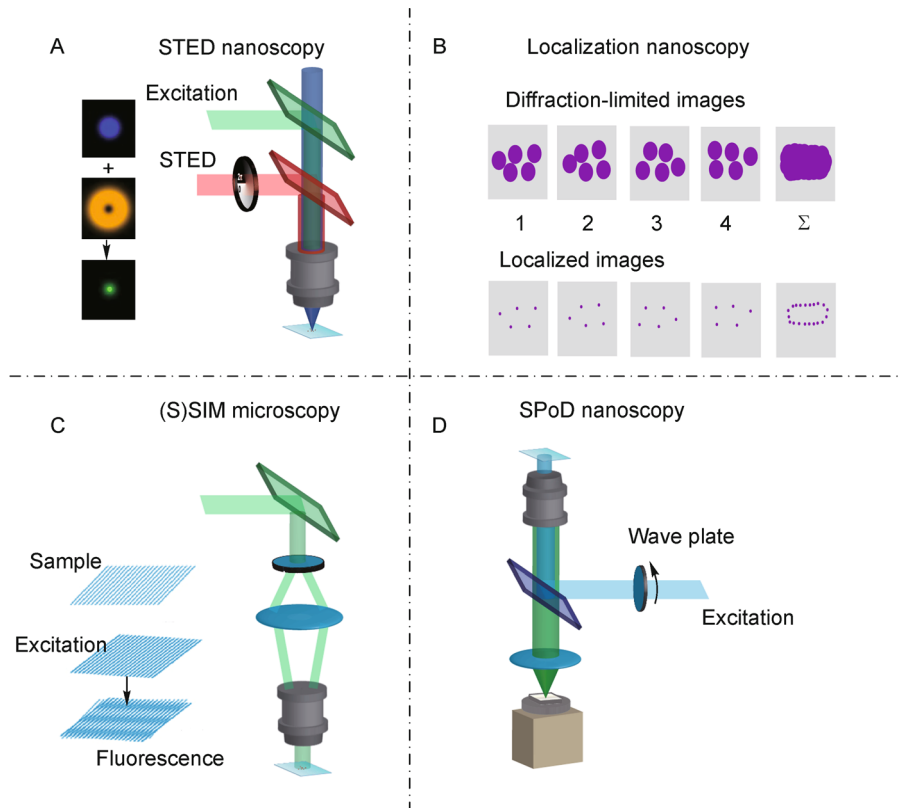 A
STED nanoscopy
Excitation
STED
+
B
Localization nanoscopy
Diffraction-limited images
1 2 3 4 Σ
Localized images
C
(S)SIM microscopy
Sample
Excitation
Fluorescence
D
SPoD nanoscopy
Wave plate
Excitation